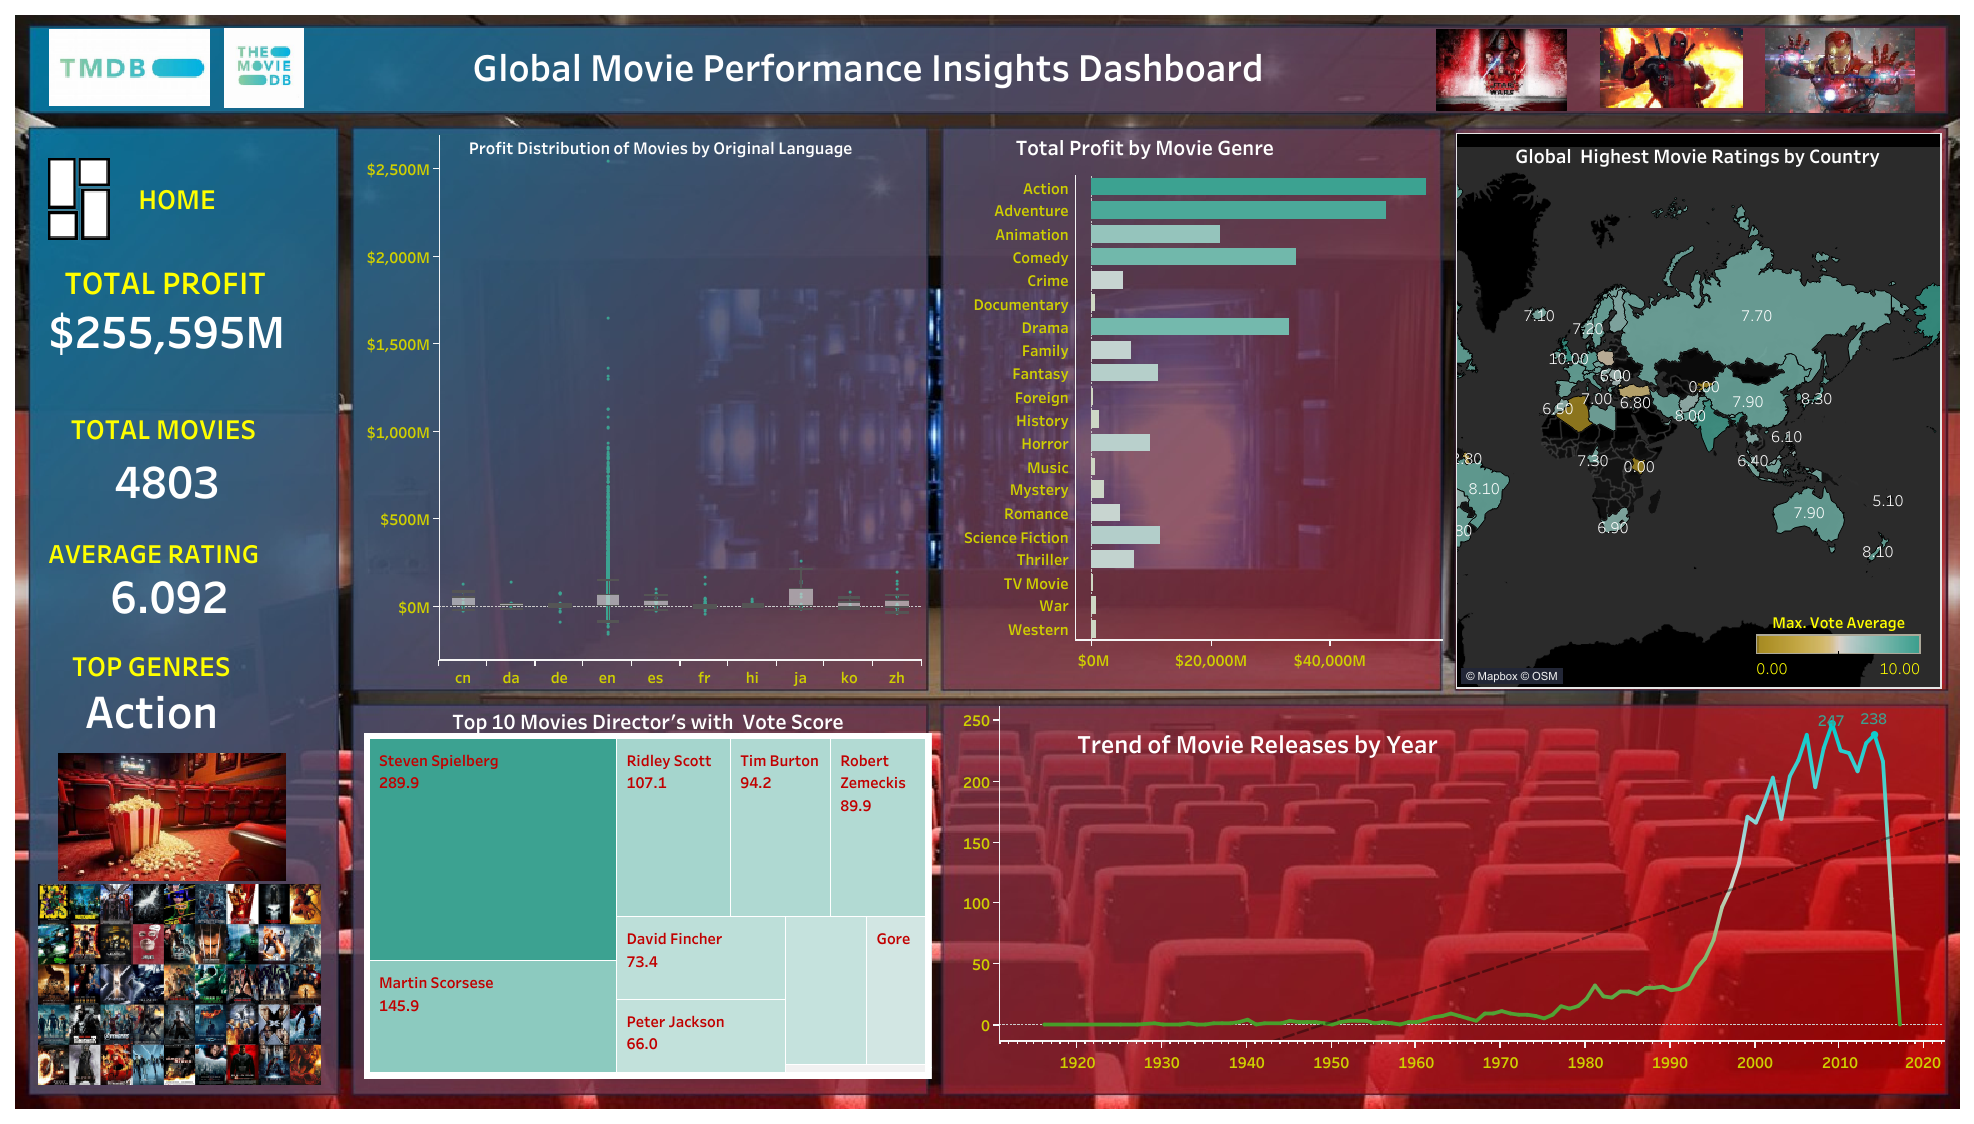 TMDB
THE
MOVIE
DB
Global Movie Performance Insights Dashboard
HOME
TOTAL PROFIT
$255,595M
TOTAL MOVIES
4803
AVERAGE RATING
6.092
TOP GENRES
Action
Profit Distribution of Movies by Original Language
$2,500M
$2,000M
$1,500M
$1,000M
$500M
$0M
cn da de en es fr hi ja ko zh
Total Profit by Movie Genre
Action
Adventure
Animation
Comedy
Crime
Documentary
Drama
Family
Fantasy
Foreign
History
Horror
Music
Mystery
Romance
Science Fiction
Thriller
TV Movie
War
Western
$0M $20,000M $40,000M
Global  Highest Movie Ratings by Country
7.10
7.20
7.70
10.00
6.00
0.00
7.00
6.80
7.90
8.30
6.50
8.00
6.10
7.30
0.00
6.40
8.10
5.10
7.90
6.90
8.10
Max. Vote Average
0.00 10.00
© Mapbox © OSM
Top 10 Movies Director's with  Vote Score
Steven Spielberg
289.9
Martin Scorsese
145.9
Ridley Scott
107.1
Tim Burton
94.2
Robert
Zemeckis
89.9
David Fincher
73.4
Peter Jackson
66.0
Gore
Trend of Movie Releases by Year
247
238
250
200
150
100
50
0
1920 1930 1940 1950 1960 1970 1980 1990 2000 2010 2020